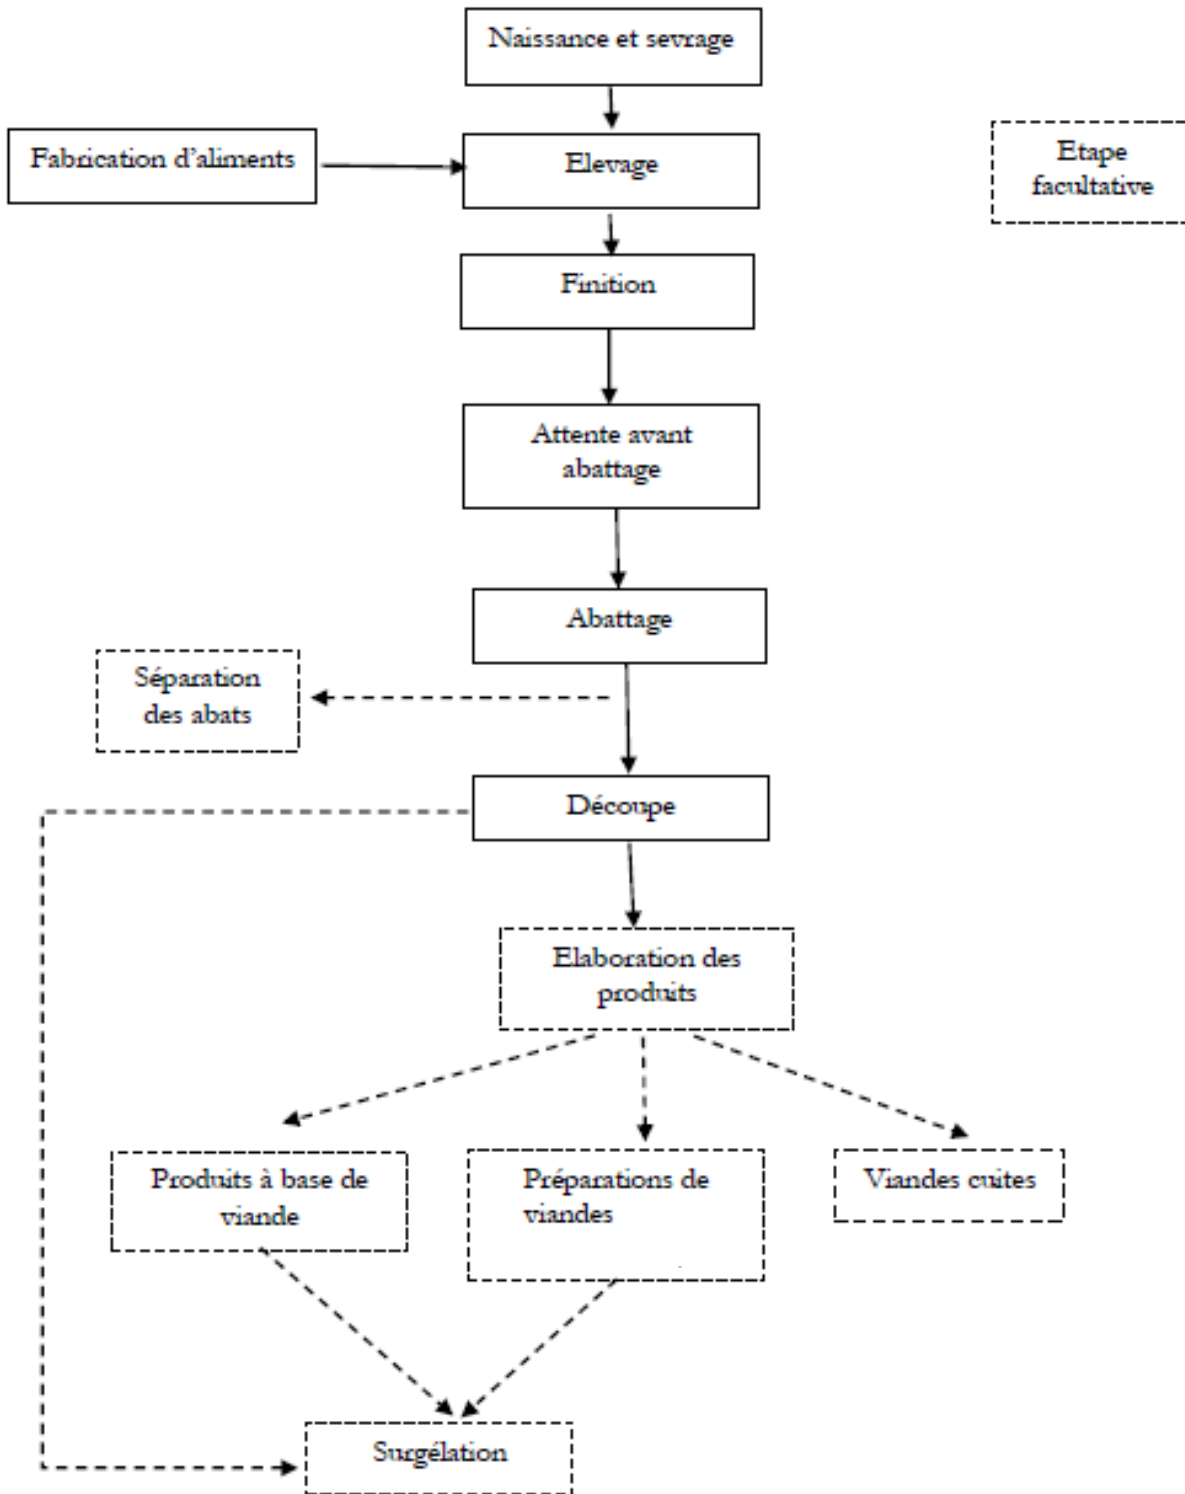 Naissance et sevrage
Fabrication d'aliments
Elevage
Etape
facultative
Finition
Attente avant
abattage
Abattage
Séparation
des abats
Découpe
Elaboration des
produits
Produits à base de
viande
Préparations de
viandes
Viandes cuites
Surgélation